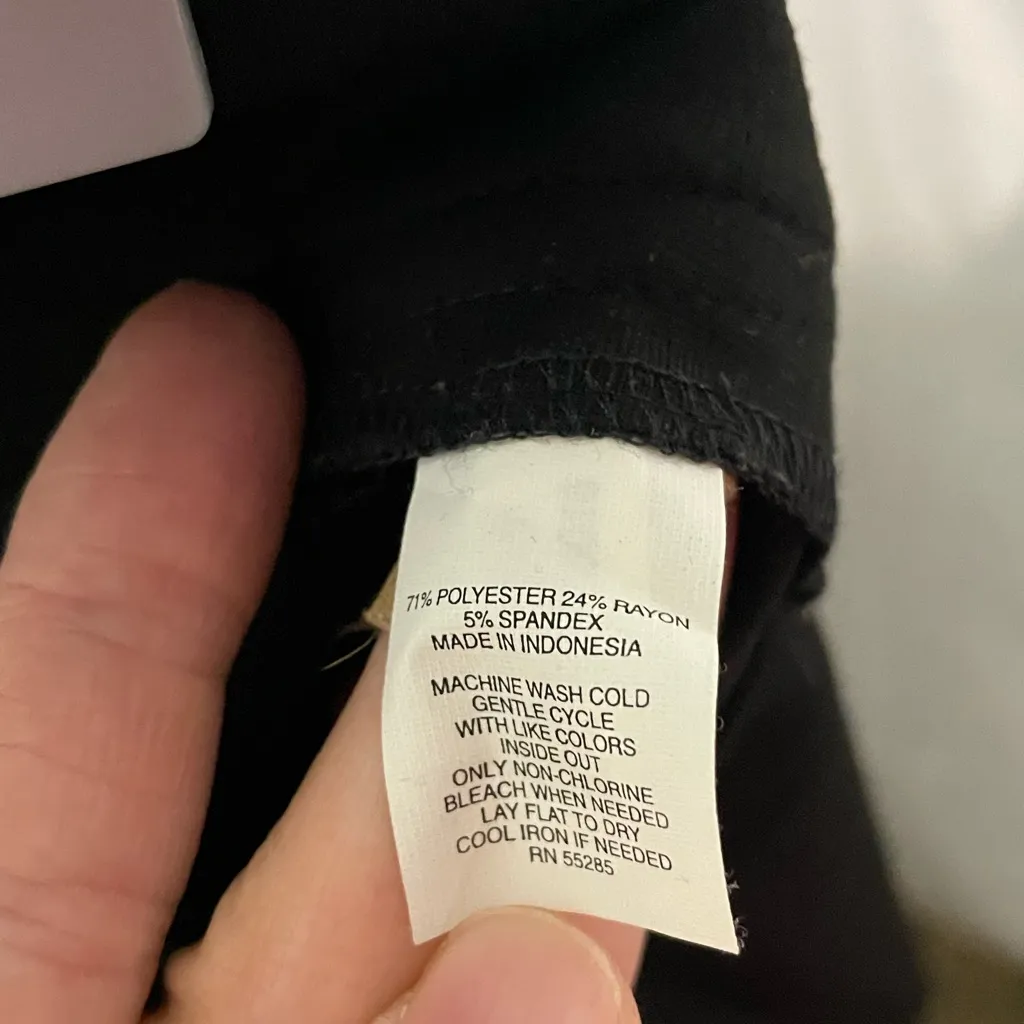 71% POLYESTER 24% RAYON
5% SPANDEX
MADE IN INDONESIA
MACHINE WASH COLD
GENTLE CYCLE
WITH LIKE COLORS
INSIDE OUT
ONLY NON-CHLORINE
BLEACH WHEN NEEDED
LAY FLAT TO DRY
COOL IRON IF NEEDED
RN 55285